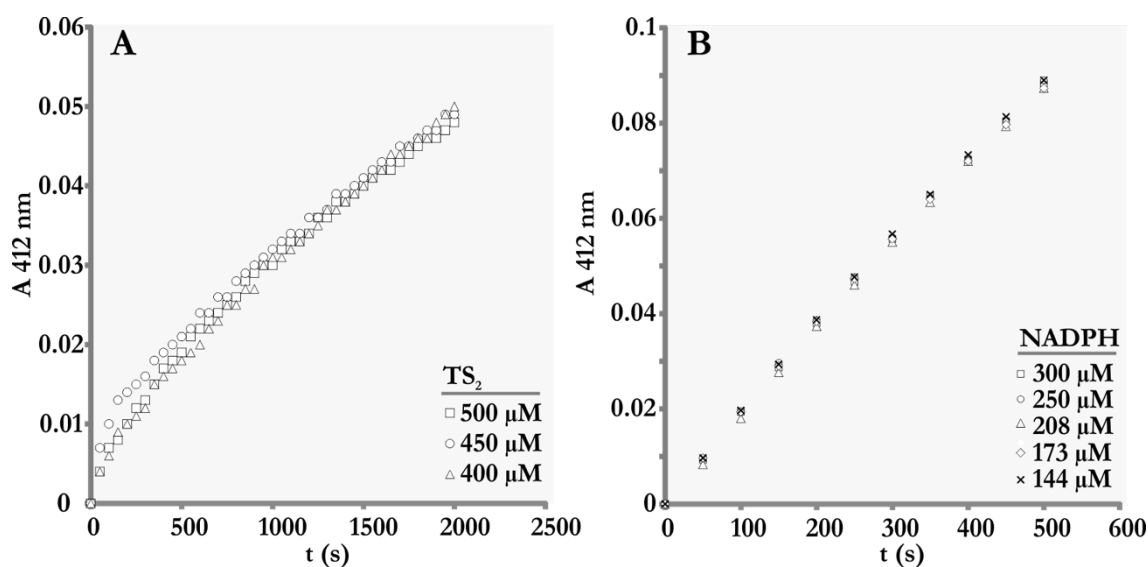 A
A 412 nm
0.06
0.05
0.04
0.03
0.02
0.01
0
0 500 1000 1500 2000 2500
t (s)
TS₂
500 µM
450 µM
400 µM
B
A 412 nm
0.1
0.08
0.06
0.04
0.02
0
0 100 200 300 400 500 600
t (s)
NADPH
300 µM
250 µM
208 µM
173 µM
144 µM